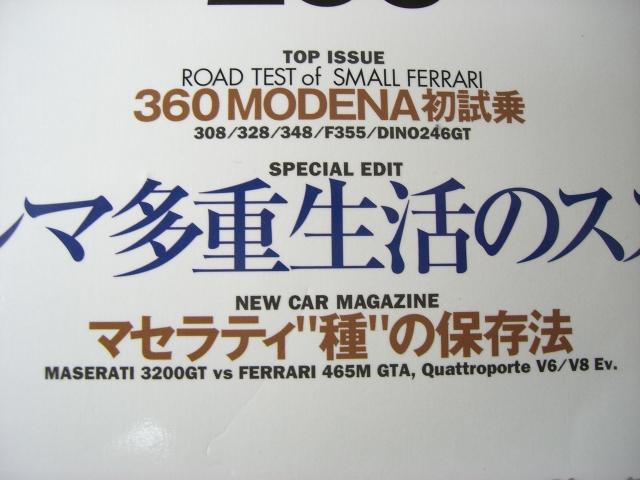 TOP ISSUE
ROAD TEST of SMALL FERRARI
360 MODENA初試乗
308/328/348/F355/DINO246GT
SPECIAL EDIT
マ多重生活のス
NEW CAR MAGAZINE
マセラティ"種"の保存法
MASERATI 3200GT vs FERRARI 465M GTA, Quattroporte V6/V8 Ev.